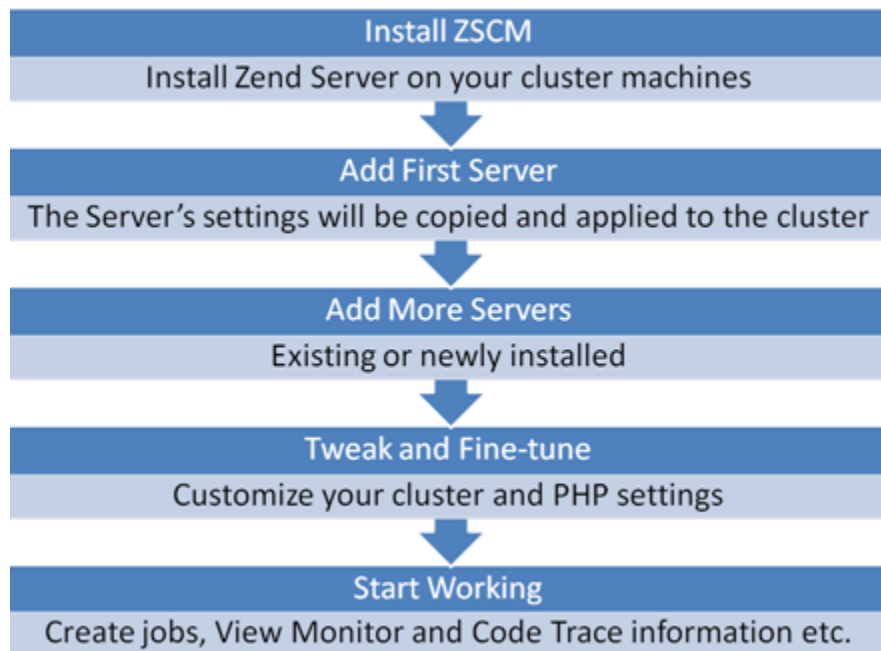 Install ZSCM
Install Zend Server on your cluster machines
Add First Server
The Server's settings will be copied and applied to the cluster
Add More Servers
Existing or newly installed
Tweak and Fine-tune
Customize your cluster and PHP settings
Start Working
Create jobs, View Monitor and Code Trace information etc.